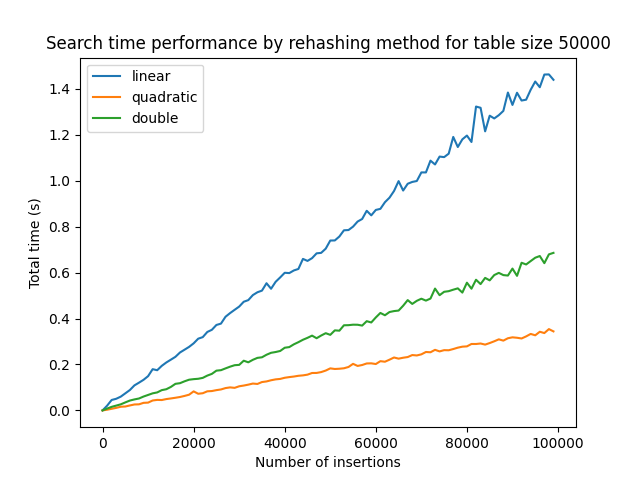 Search time performance by rehashing method for table size 50000
linear
quadratic
double
Total time (s)
1.4
1.2
1.0
0.8
0.6
0.4
0.2
0.0
0 20000 40000 60000 80000 100000
Number of insertions